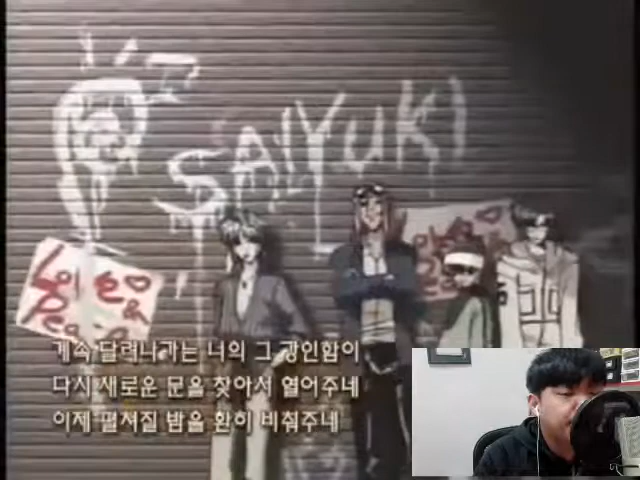 SAIYUKI
Love
Peace
계속 달려나가는 너의 그 강인함이
다시 새로운 문을 찾아서 열어주네
이제 펼쳐질 밤을 환히 비춰주네